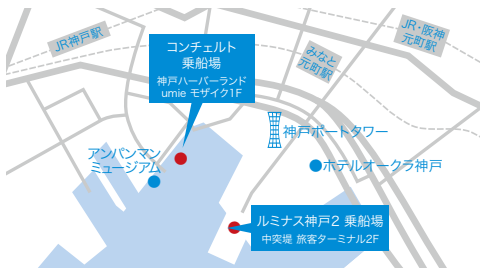 JR神戸駅
コンチェルト
乗船場
神戸ハーバーランド
umie モザイク1F
みなと
元町駅
JR・阪神
元町駅
神戸ポートタワー
アンパンマン
ミュージアム
ホテルオークラ神戸
ルミナス神戸2 乗船場
中突堤 旅客ターミナル2F